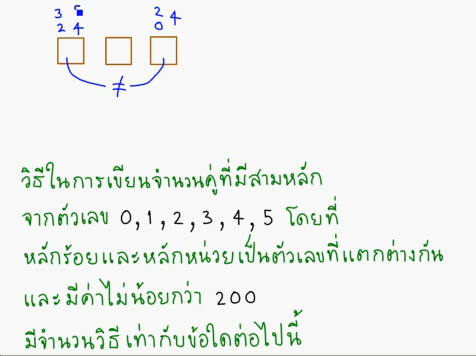 3 5 2 4
2 4 0
≠
วิธีในการเขียนจำนวนคู่ที่มีสามหลัก
จากตัวเลข 0, 1, 2, 3, 4, 5 โดยที่
หลักร้อยและหลักหน่วยเป็นตัวเลขที่แตกต่างกัน
และมีค่าไม่น้อยกว่า 200
มีจำนวนวิธีเท่ากับข้อใดต่อไปนี้